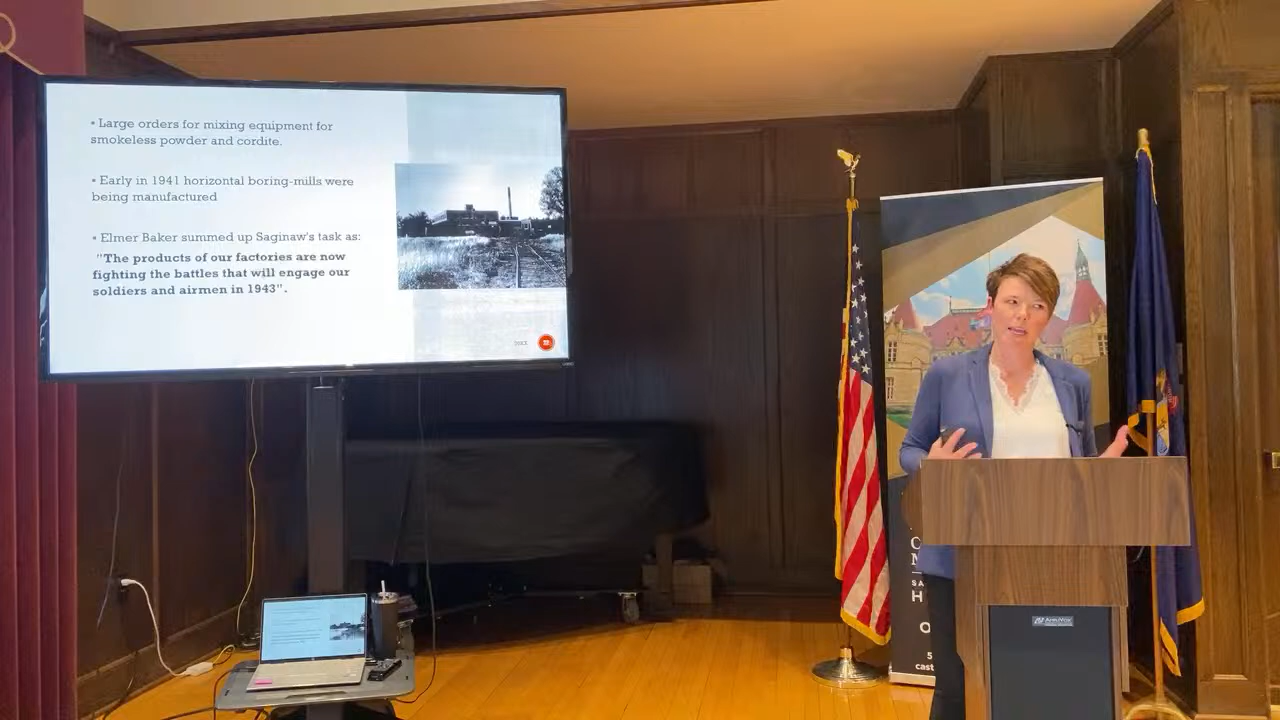 • Large orders for mixing equipment for
smokeless powder and cordite.
• Early in 1941 horizontal boring-mills were
being manufactured
• Elmer Baker summed up Saginaw's task as:
"The products of our factories are now
fighting the battles that will engage our
soldiers and airmen in 1943".